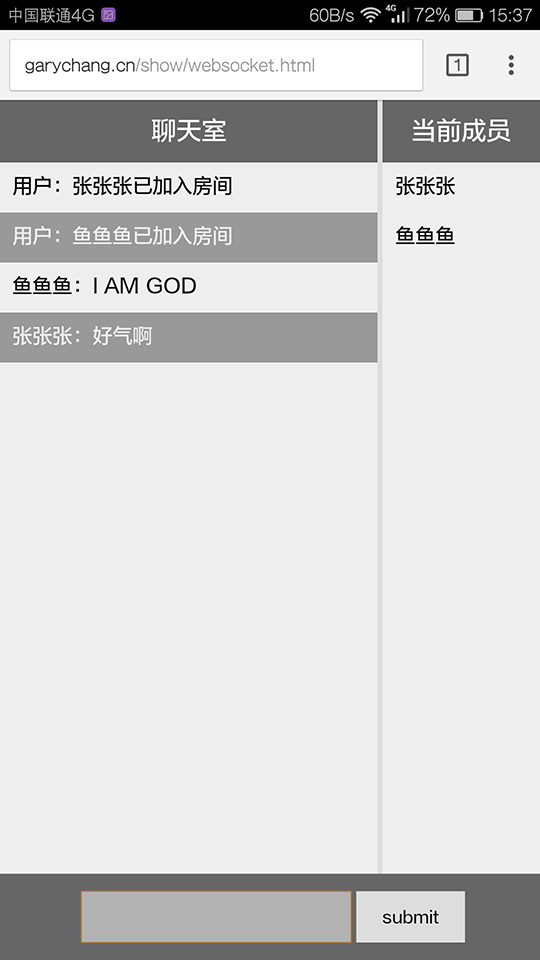 中国联通4G 60B/s 4G 72% 15:37
garychang.cn/show/websocket.html 1
聊天室
用户：张张张已加入房间
用户：鱼鱼鱼已加入房间
鱼鱼鱼：I AM GOD
张张张：好气啊
当前成员
张张张
鱼鱼鱼
submit